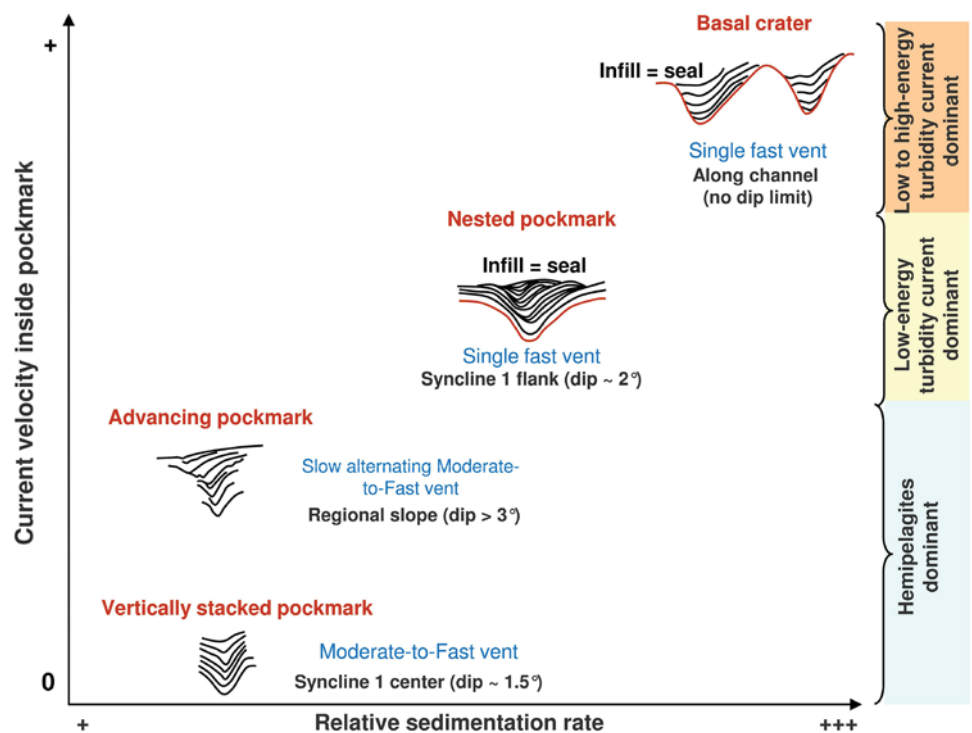 Basal crater
Infill = seal
Single fast vent
Along channel
(no dip limit)
Nested pockmark
Infill = seal
Single fast vent
Syncline 1 flank (dip ~ 2°)
Advancing pockmark
Slow alternating Moderate-
to-Fast vent
Regional slope (dip > 3°)
Vertically stacked pockmark
Moderate-to-Fast vent
Syncline 1 center (dip ~ 1.5°)
+
Current velocity inside pockmark
0
+
Relative sedimentation rate
+++
Low to high-energy
turbidity current
dominant
Low-energy
turbidity current
dominant
Hemipelagites
dominant